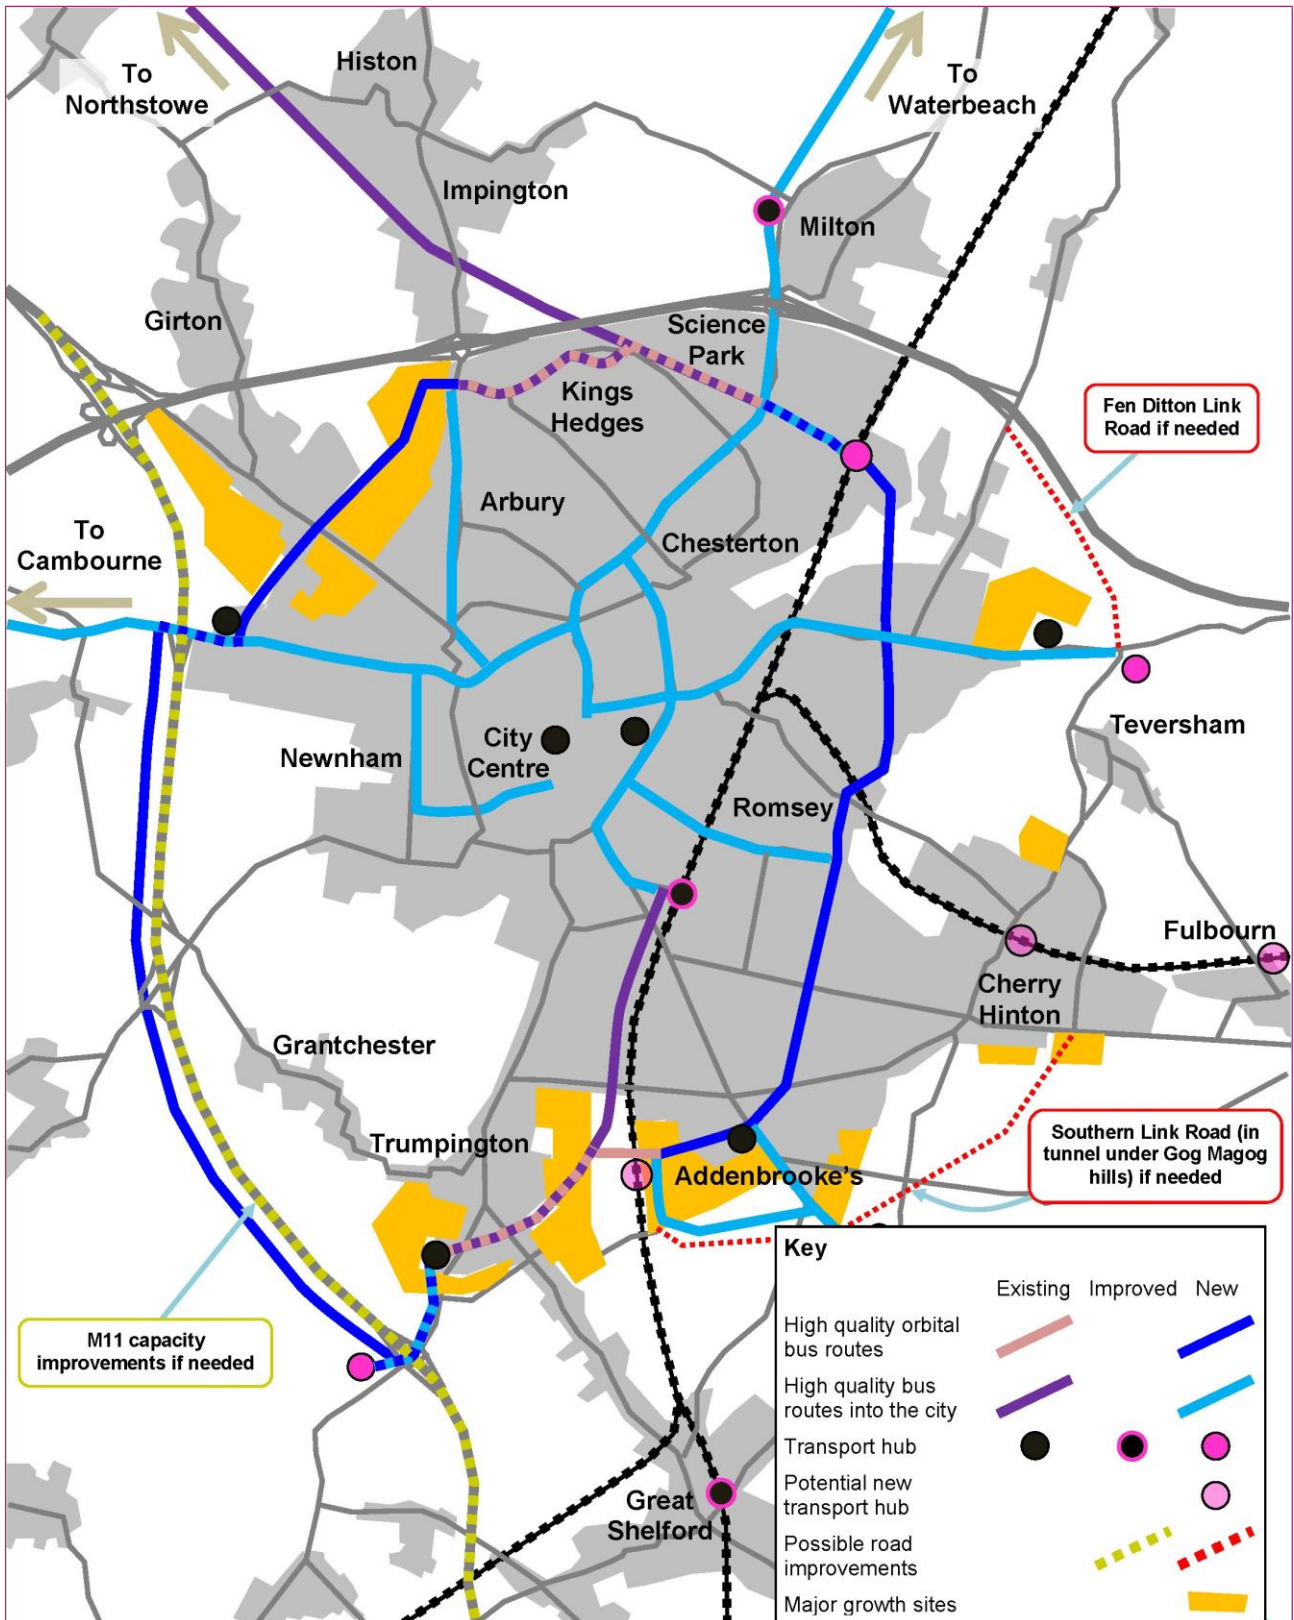 To
Northstowe
Histon
To
Waterbeach
Impington
Milton
Girton
Science
Park
Kings
Hedges
Fen Ditton Link
Road if needed
Arbury
To
Cambourne
Chesterton
Teversham
Newnham
City
Centre
Romsey
Fulbourn
Cherry
Hinton
Grantchester
Trumpington
Southern Link Road (in
tunnel under Gog Magog
hills) if needed
Addenbrooke's
M11 capacity
improvements if needed
Great
Shelford
Key
Existing Improved New
High quality orbital
bus routes
High quality bus
routes into the city
Transport hub
Potential new
transport hub
Possible road
improvements
Major growth sites